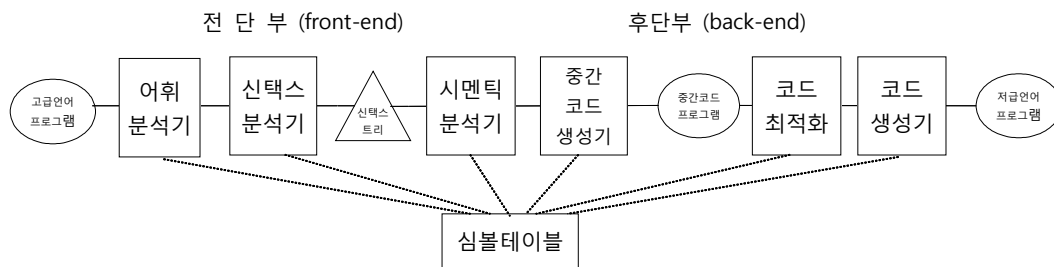 전 단 부 (front-end)
후단부 (back-end)
고급언어
프로그램
어휘
분석기
신택스
분석기
신택스
트리
시멘틱
분석기
중간
코드
생성기
중간코드
프로그램
코드
최적화
코드
생성기
저급언어
프로그램
심볼테이블